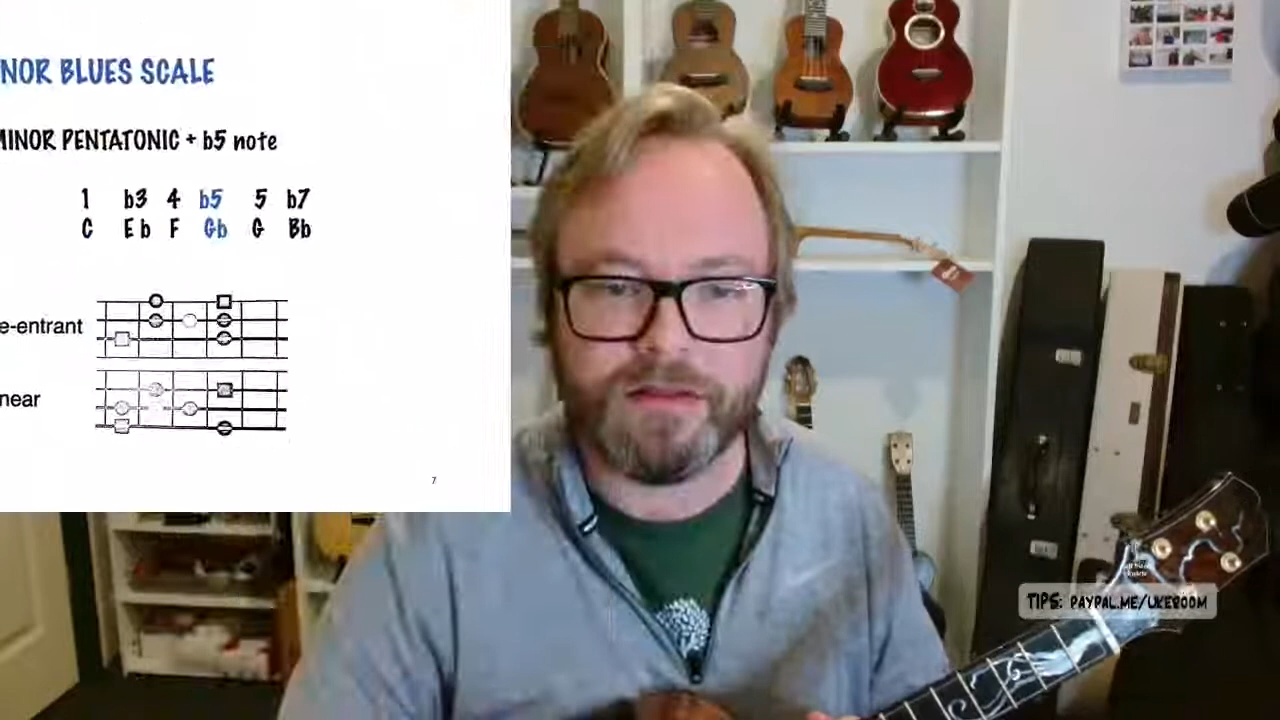 NOR BLUES SCALE
MINOR PENTATONIC + b5 note
1 b3 4 b5 5 b7
C Eb F Gb G Bb
e-entrant
near
7
TIPS: PAYPAL.ME/UKEBOOM